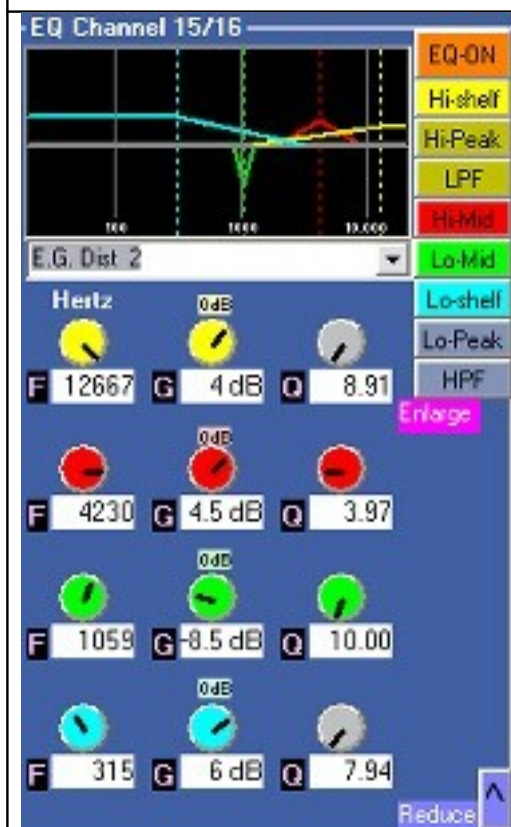 EQ Channel 15/16
EQ-ON
Hi-shelf
Hi-Peak
LPF
Hi-Mid
Lo-Mid
Lo-shelf
Lo-Peak
HPF
Enlarge
100 1000 10.000
E.G. Dist 2
Hertz 0dB
F 12667 G 4 dB Q 8.91
0dB
F 4230 G 4.5 dB Q 3.97
0dB
F 1059 G -8.5 dB Q 10.00
0dB
F 315 G 6 dB Q 7.94
^
Reduce